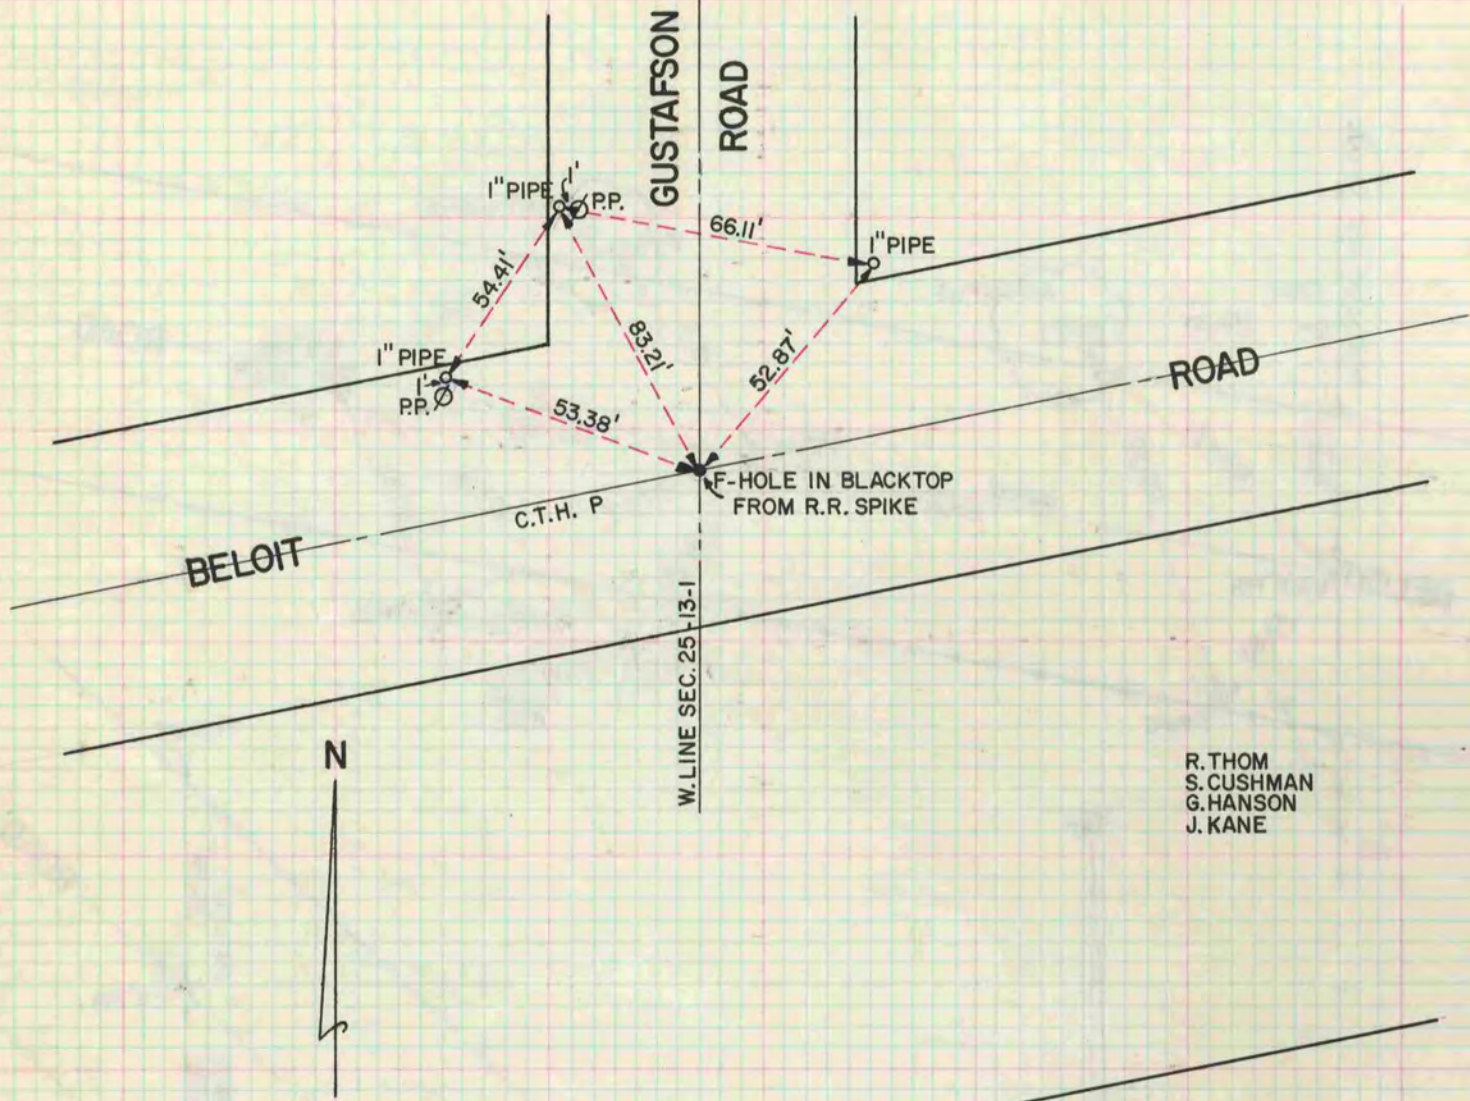 GUSTAFSON
ROAD
1" PIPE
1'
P.P.
66.11'
1" PIPE
54.41'
83.21'
52.87'
1" PIPE
1'
P.P.
53.38'
ROAD
F-HOLE IN BLACKTOP
FROM R.R. SPIKE
C.T.H. P
BELOIT
W. LINE SEC. 25-13-1
N
R. THOM
S. CUSHMAN
G. HANSON
J. KANE